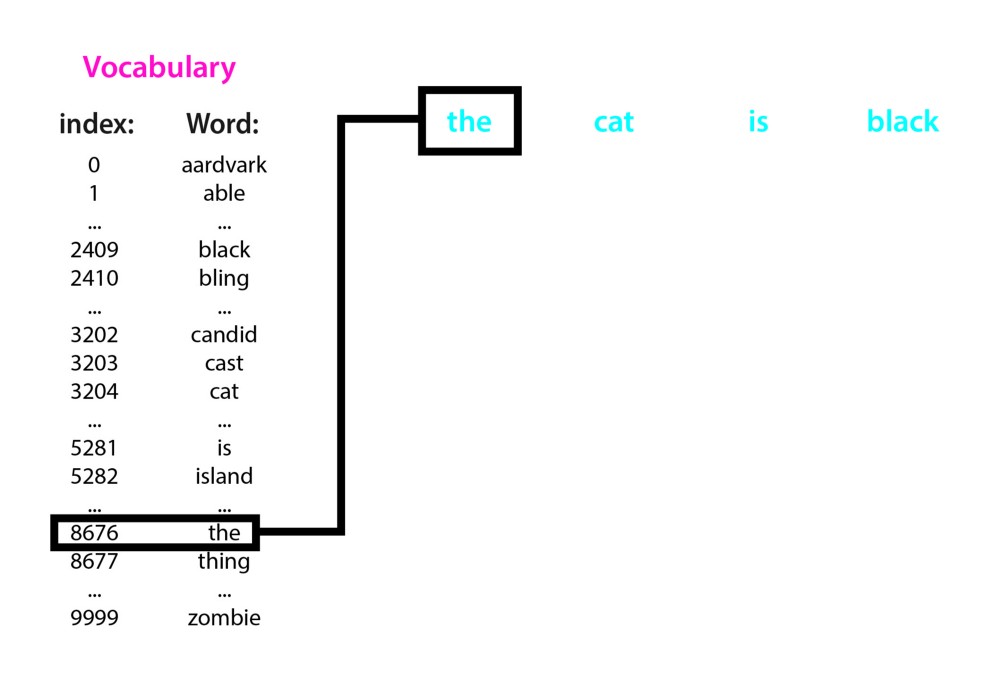 Vocabulary
index: Word:
0 aardvark
1 able
... ...
2409 black
2410 bling
... ...
3202 candid
3203 cast
3204 cat
... ...
5281 is
5282 island
... ...
8676 the
8677 thing
... ...
9999 zombie
the cat is black